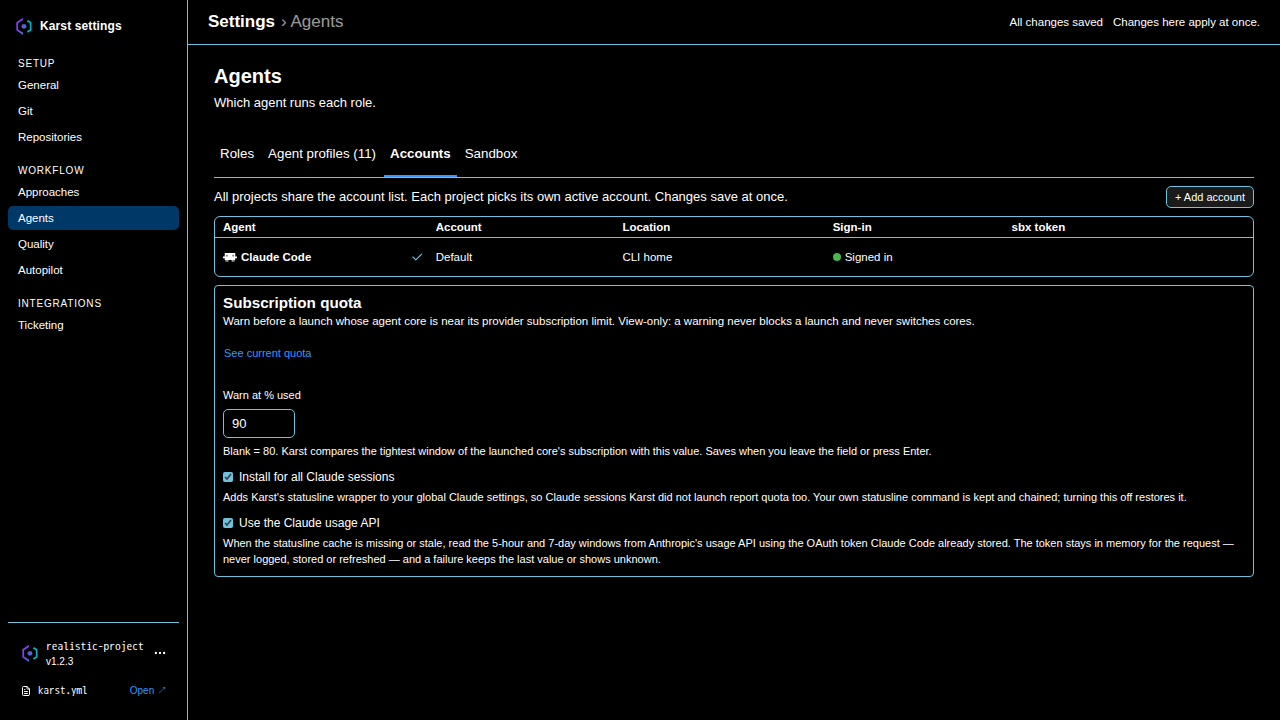 Karst settings
SETUP
General
Git
Repositories
WORKFLOW
Approaches
Agents
Quality
Autopilot
INTEGRATIONS
Ticketing
realistic-project
v1.2.3
karst.yml Open ↗
Settings › Agents
All changes saved Changes here apply at once.
Agents
Which agent runs each role.
Roles Agent profiles (11) Accounts Sandbox
All projects share the account list. Each project picks its own active account. Changes save at once.
+ Add account
Agent Account Location Sign-in sbx token
Claude Code Default CLI home Signed in
Subscription quota
Warn before a launch whose agent core is near its provider subscription limit. View-only: a warning never blocks a launch and never switches cores.
See current quota
Warn at % used
90
Blank = 80. Karst compares the tightest window of the launched core's subscription with this value. Saves when you leave the field or press Enter.
Install for all Claude sessions
Adds Karst's statusline wrapper to your global Claude settings, so Claude sessions Karst did not launch report quota too. Your own statusline command is kept and chained; turning this off restores it.
Use the Claude usage API
When the statusline cache is missing or stale, read the 5-hour and 7-day windows from Anthropic's usage API using the OAuth token Claude Code already stored. The token stays in memory for the request —
never logged, stored or refreshed — and a failure keeps the last value or shows unknown.